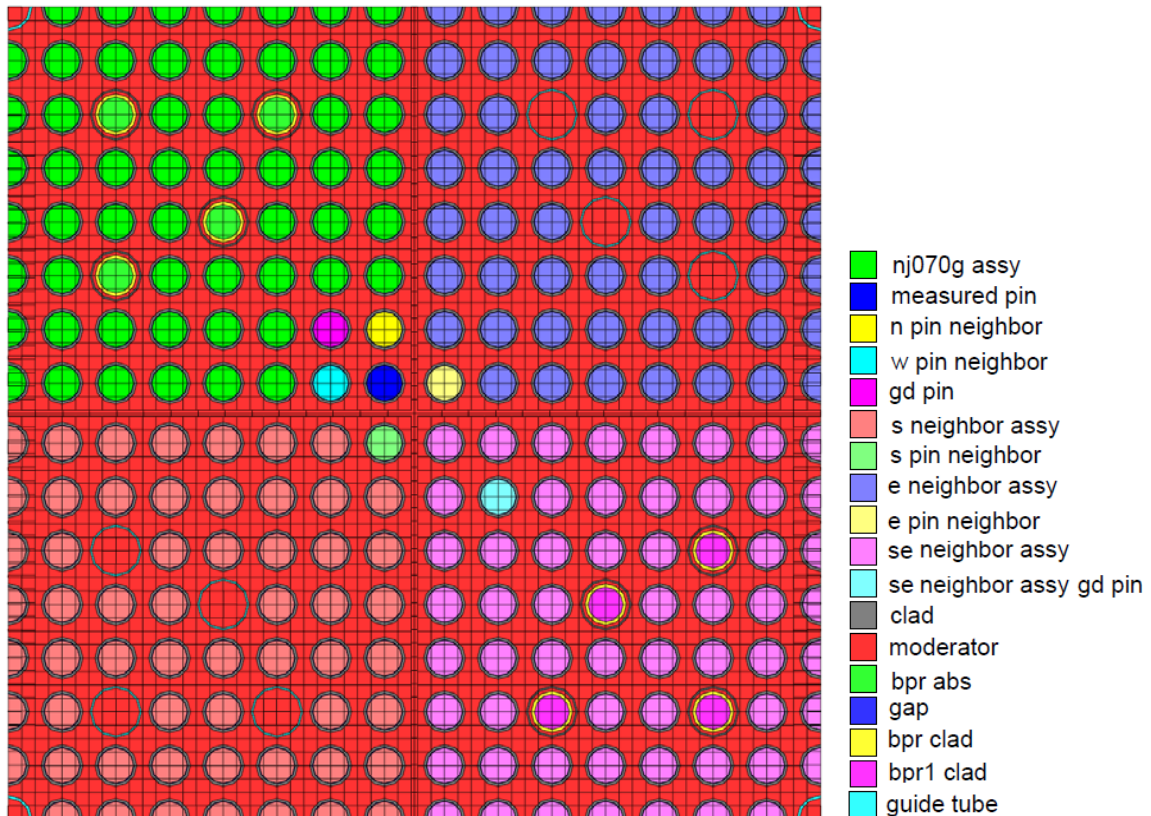 nj070g assy
measured pin
n pin neighbor
w pin neighbor
gd pin
s neighbor assy
s pin neighbor
e neighbor assy
e pin neighbor
se neighbor assy
se neighbor assy gd pin
clad
moderator
bpr abs
gap
bpr clad
bpr1 clad
guide tube